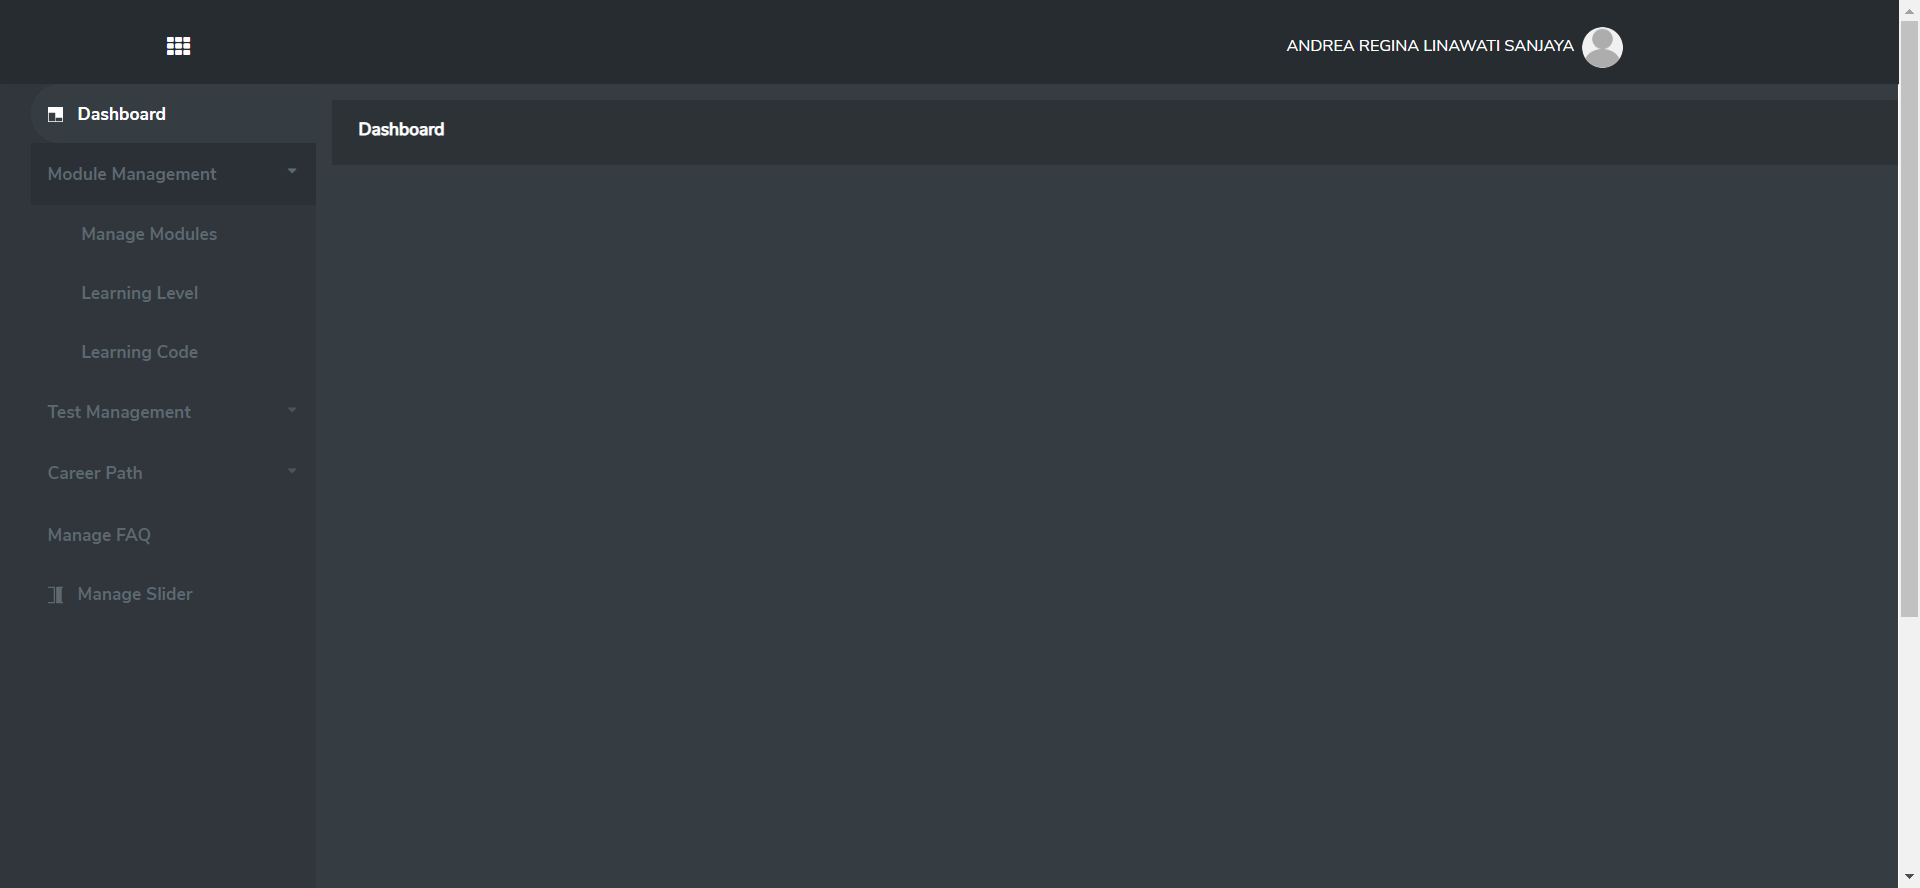 ANDREA REGINA LINAWATI SANJAYA
Dashboard
Dashboard
Module Management
Manage Modules
Learning Level
Learning Code
Test Management
Career Path
Manage FAQ
Manage Slider